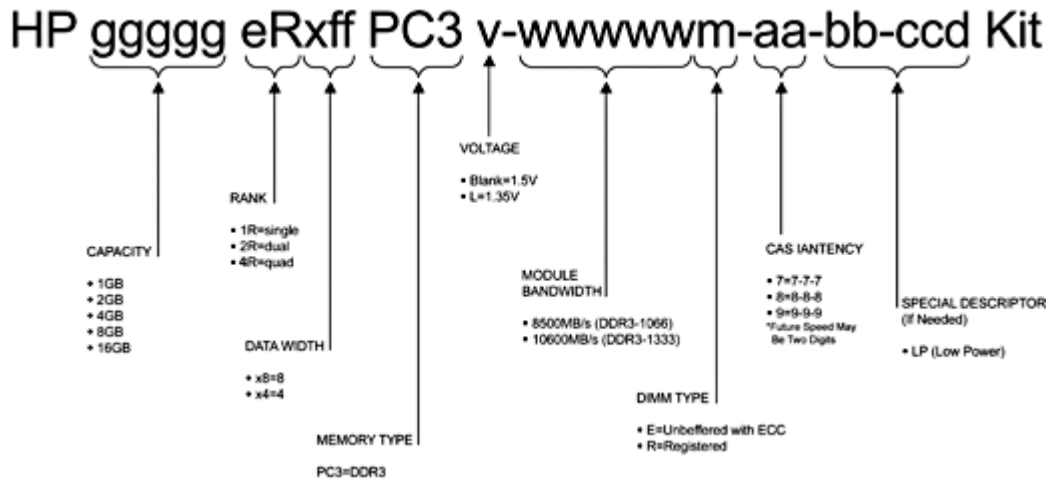 HP ggggg eRxff PC3 v-wwwwwm-aa-bb-ccd Kit
VOLTAGE
▪ Blank=1.5V
▪ L=1.35V
RANK
▪ 1R=single
▪ 2R=dual
▪ 4R=quad
CAPACITY
• 1GB
• 2GB
• 4GB
• 8GB
• 16GB
CAS IANTENCY
▪ 7=7-7-7
▪ 8=8-8-8
▪ 9=9-9-9
*Future Speed May
Be Two Digits
MODULE
BANDWIDTH
▪ 8500MB/s (DDR3-1066)
▪ 10600MB/s (DDR3-1333)
SPECIAL DESCRIPTOR
(If Needed)
• LP (Low Power)
DATA WIDTH
• x8=8
• x4=4
DIMM TYPE
• E=Unbeffered with ECC
• R=Registered
MEMORY TYPE
PC3=DDR3